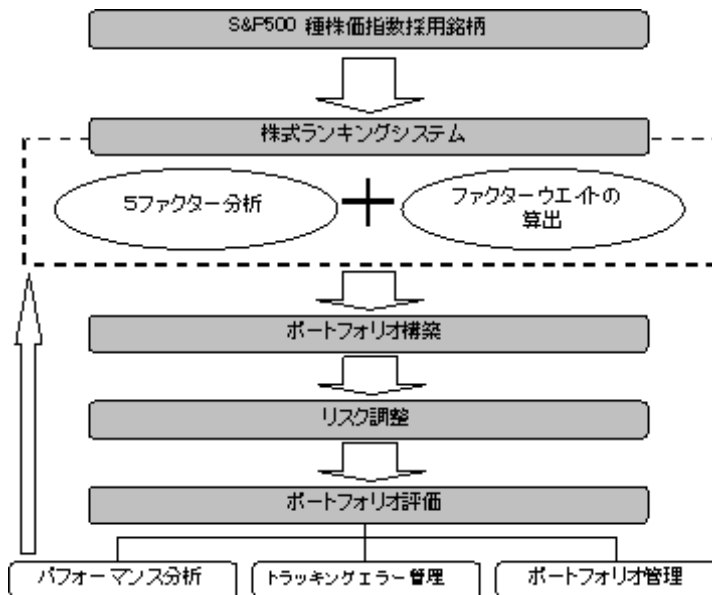 S&P500 種株価指数採用銘柄
株式ランキングシステム
5ファクター分析
ファクターウエイトの
算出
ポートフォリオ構築
リスク調整
ポートフォリオ評価
パフォーマンス分析
トラッキングエラー管理
ポートフォリオ管理